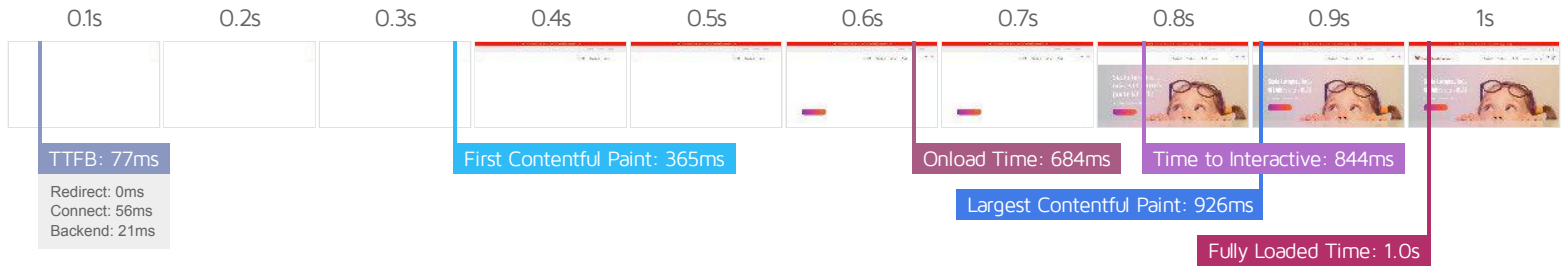 0.1s
0.2s
0.3s
0.4s
0.5s
0.6s
0.7s
0.8s
0.9s
1s
TTFB: 77ms
Redirect: 0ms
Connect: 56ms
Backend: 21ms
First Contentful Paint: 365ms
Onload Time: 684ms
Time to Interactive: 844ms
Largest Contentful Paint: 926ms
Fully Loaded Time: 1.0s